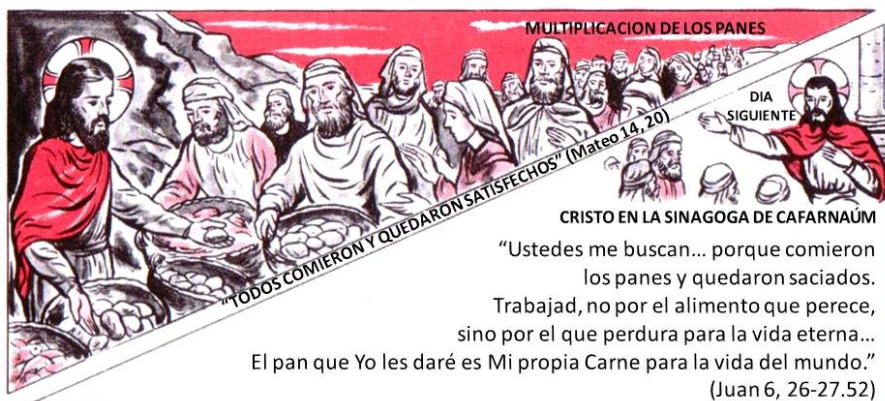 MULTIPLICACION DE LOS PANES
"TODOS COMIERON Y QUEDARON SATISFECHOS" (Mateo 14, 20)
DIA
SIGUIENTE
CRISTO EN LA SINAGOGA DE CAFARNAÚM
“Ustedes me buscan... porque comieron
los panes y quedaron saciados.
Trabajad, no por el alimento que perece,
sino por el que perdura para la vida eterna...
El pan que Yo les daré es Mi propia Carne para la vida del mundo.”
(Juan 6, 26-27.52)